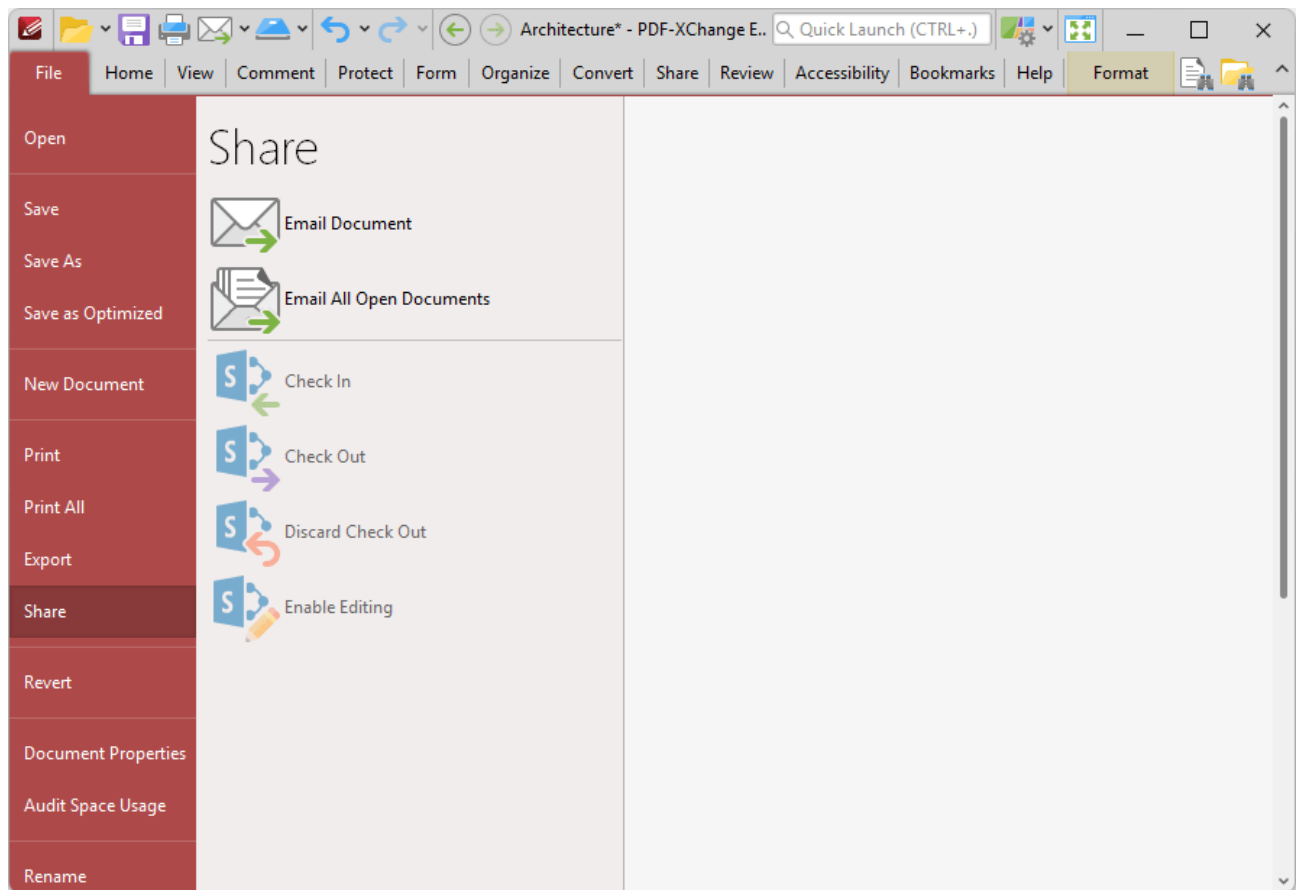 Architecture* - PDF-XChange E..
Quick Launch (CTRL+.)
File Home View Comment Protect Form Organize Convert Share Review Accessibility Bookmarks Help Format
Open
Save
Save As
Save as Optimized
New Document
Print
Print All
Export
Share
Revert
Document Properties
Audit Space Usage
Rename
Share
Email Document
Email All Open Documents
S Check In
S Check Out
S Discard Check Out
S Enable Editing